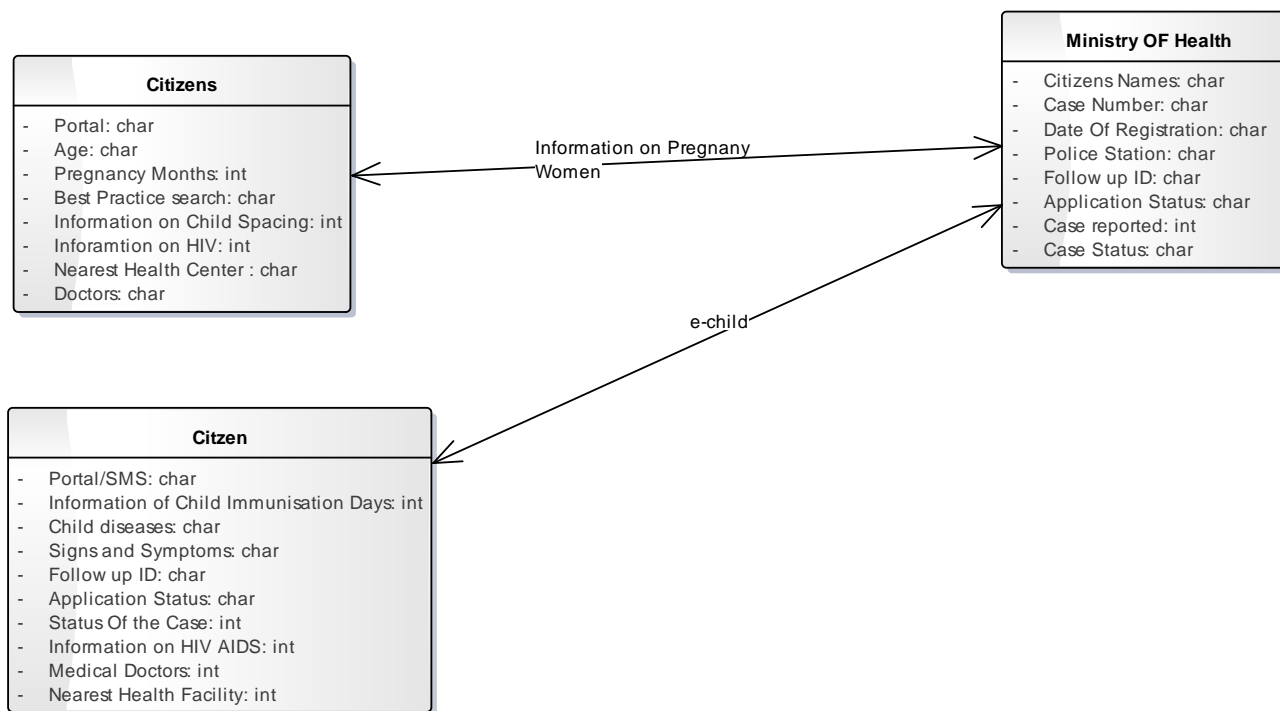 Citizens
- Portal: char
- Age: char
- Pregnancy Months: int
- Best Practice search: char
- Information on Child Spacing: int
- Inforamtion on HIV: int
- Nearest Health Center : char
- Doctors: char
Information on Pregnany
Women
Ministry OF Health
- Citizens Names: char
- Case Number: char
- Date Of Registration: char
- Police Station: char
- Follow up ID: char
- Application Status: char
- Case reported: int
- Case Status: char
e-child
Citzen
- Portal/SMS: char
- Information of Child Immunisation Days: int
- Child diseases: char
- Signs and Symptoms: char
- Follow up ID: char
- Application Status: char
- Status Of the Case: int
- Information on HIV AIDS: int
- Medical Doctors: int
- Nearest Health Facility: int